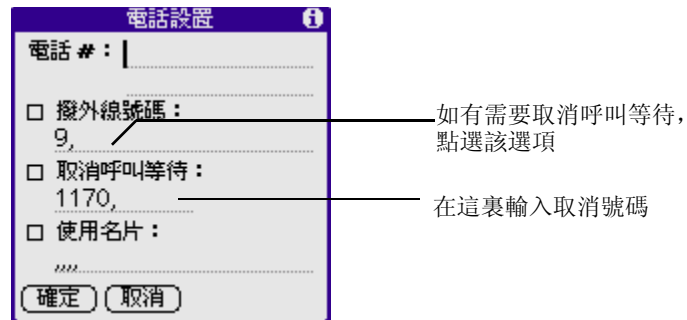 電話設置
電話 #：
撥外線號碼：
9,
取消呼叫等待：
1170,
使用名片：
,,,,
確定 取消
如有需要取消呼叫等待，
點選該選項
在這裏輸入取消號碼